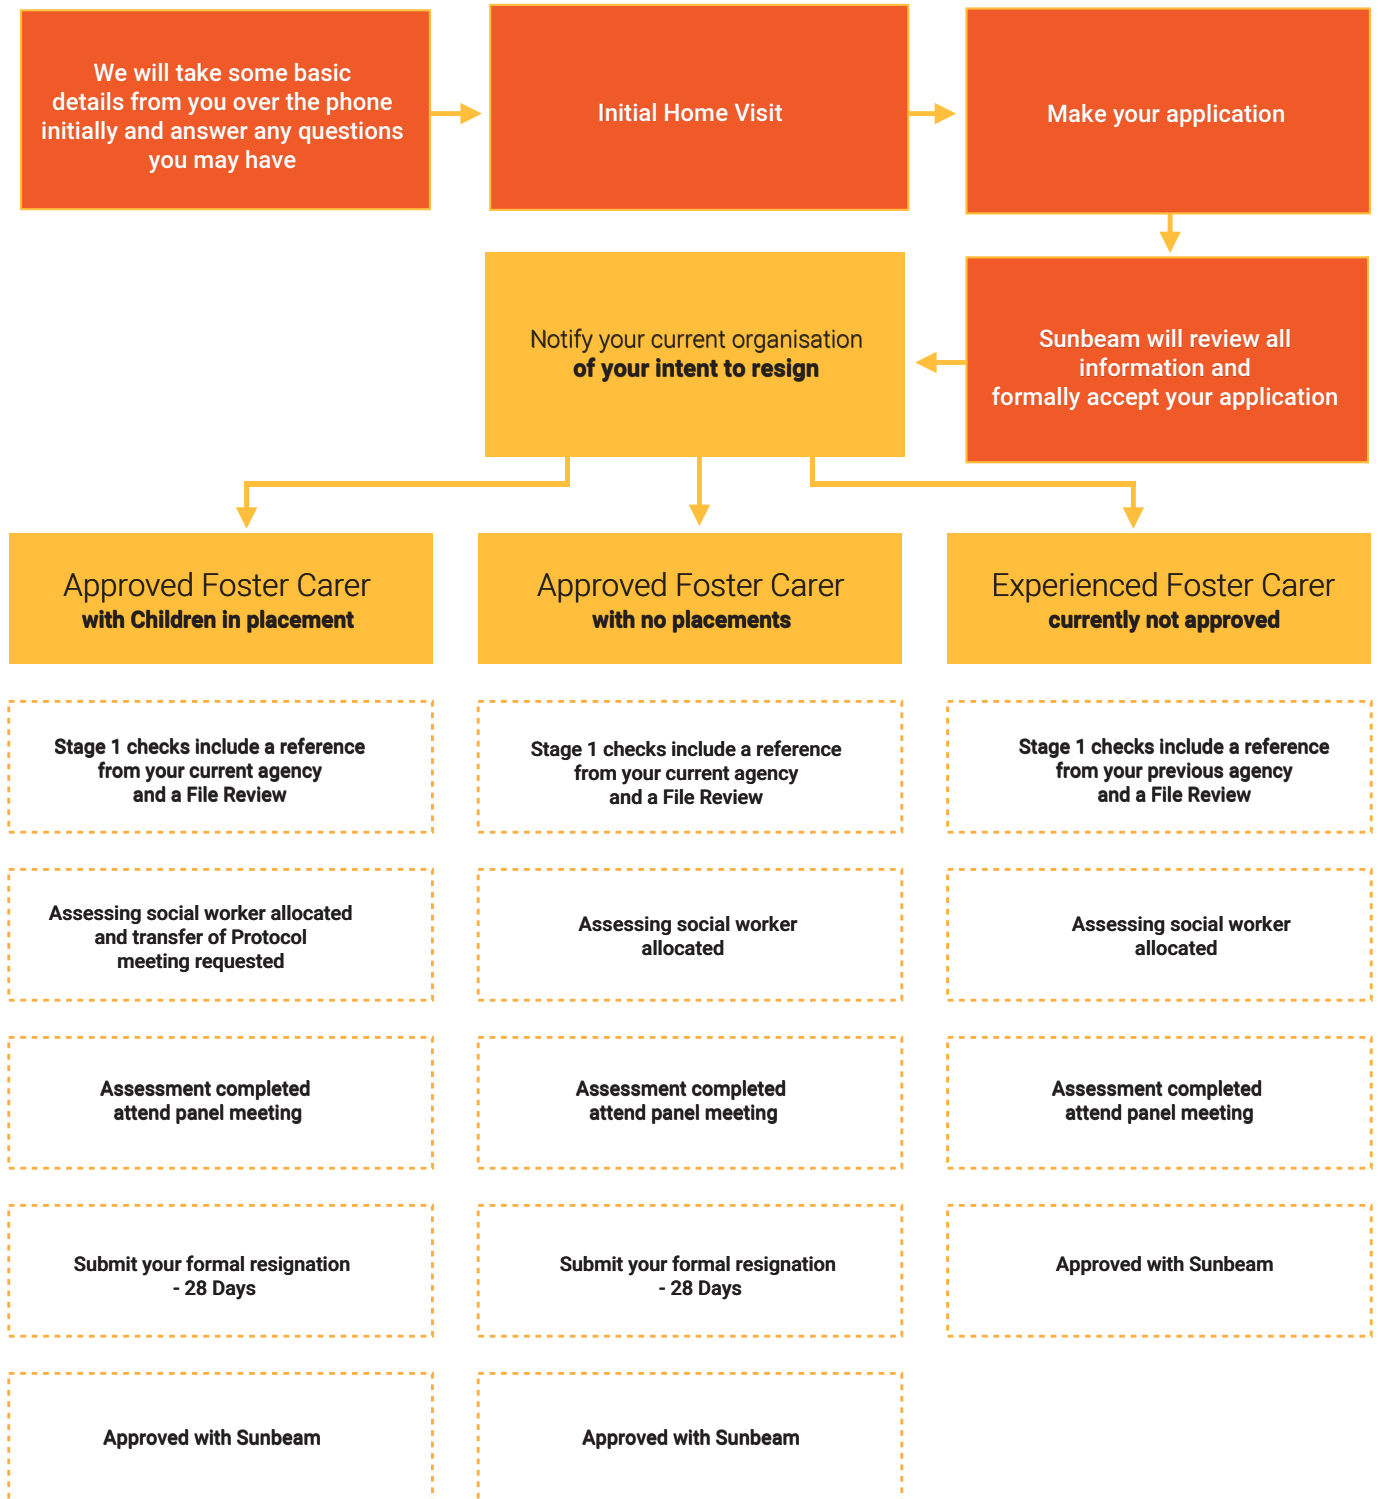 We will take some basic
details from you over the phone
initially and answer any questions
you may have
Initial Home Visit
Make your application
Sunbeam will review all
information and
formally accept your application
Notify your current organisation
of your intent to resign
Approved Foster Carer
with Children in placement
Stage 1 checks include a reference
from your current agency
and a File Review
Assessing social worker allocated
and transfer of Protocol
meeting requested
Assessment completed
attend panel meeting
Submit your formal resignation
- 28 Days
Approved with Sunbeam
Approved Foster Carer
with no placements
Stage 1 checks include a reference
from your current agency
and a File Review
Assessing social worker
allocated
Assessment completed
attend panel meeting
Submit your formal resignation
- 28 Days
Approved with Sunbeam
Experienced Foster Carer
currently not approved
Stage 1 checks include a reference
from your previous agency
and a File Review
Assessing social worker
allocated
Assessment completed
attend panel meeting
Approved with Sunbeam